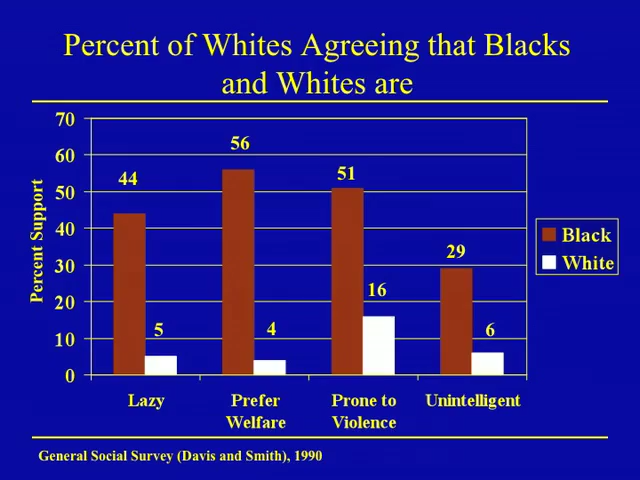 Percent of Whites Agreeing that Blacks
and Whites are
70
60
50
40
30
20
10
0
Percent Support
44
5
56
4
51
16
29
6
Lazy
Prefer
Welfare
Prone to
Violence
Unintelligent
Black
White
General Social Survey (Davis and Smith), 1990